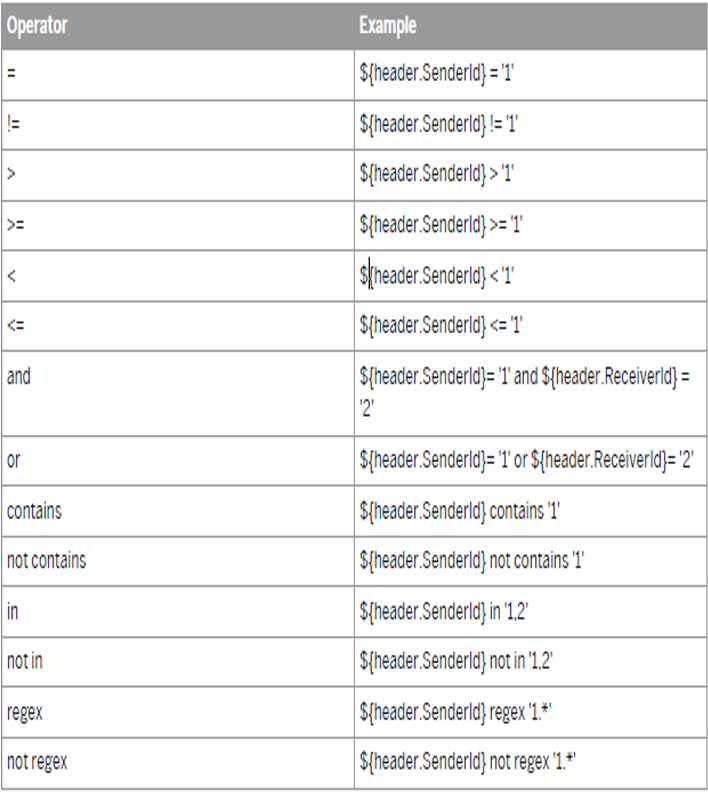 Operator Example
= ${header.SenderId} = '1'
!= ${header.SenderId} != '1'
> ${header.SenderId} > '1'
>= ${header.SenderId} >= '1'
< ${header.SenderId} < '1'
<= ${header.SenderId} <= '1'
and ${header.SenderId}= '1' and ${header.ReceiverId} =
'2'
or ${header.SenderId}= '1' or ${header.ReceiverId}= '2'
contains ${header.SenderId} contains '1'
not contains ${header.SenderId} not contains '1'
in ${header.SenderId} in '1,2'
not in ${header.SenderId} not in '1,2'
regex ${header.SenderId} regex '1.*'
not regex ${header.SenderId} not regex '1.*'